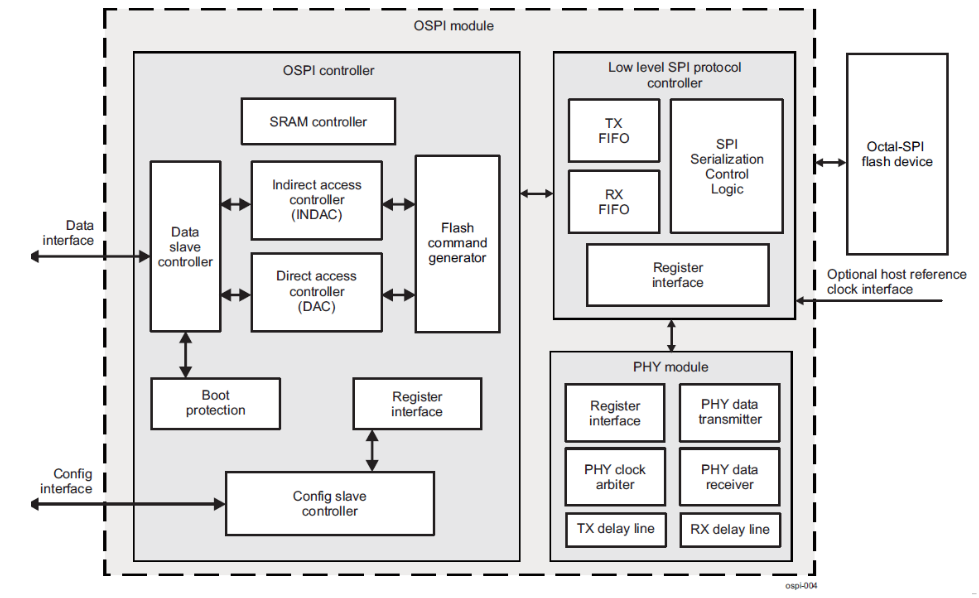 OSPI module
OSPI controller
SRAM controller
Data
interface
Data
slave
controller
Indirect access
controller
(INDAC)
Direct access
controller
(DAC)
Flash
command
generator
Boot
protection
Register
interface
Config
interface
Config slave
controller
Low level SPI protocol
controller
TX
FIFO
RX
FIFO
SPI
Serialization
Control
Logic
Register
interface
Octal-SPI
flash device
Optional host reference
clock interface
PHY module
Register
interface
PHY data
transmitter
PHY clock
arbiter
PHY data
receiver
TX delay line
RX delay line
ospi-004